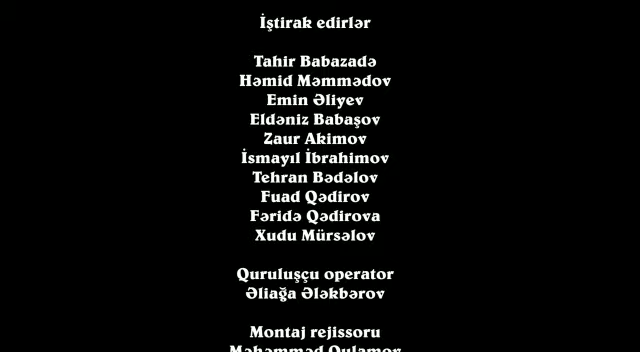 İştirak edirlər
Tahir Babazadə
Həmid Məmmədov
Emin Əliyev
Eldəniz Babaşov
Zaur Akimov
İsmayıl İbrahimov
Tehran Bədəlov
Fuad Qədirov
Fəridə Qədirova
Xudu Mürsəlov
Quruluşçu operator
Əliağa Ələkbərov
Montaj rejissoru
Məhəmməd